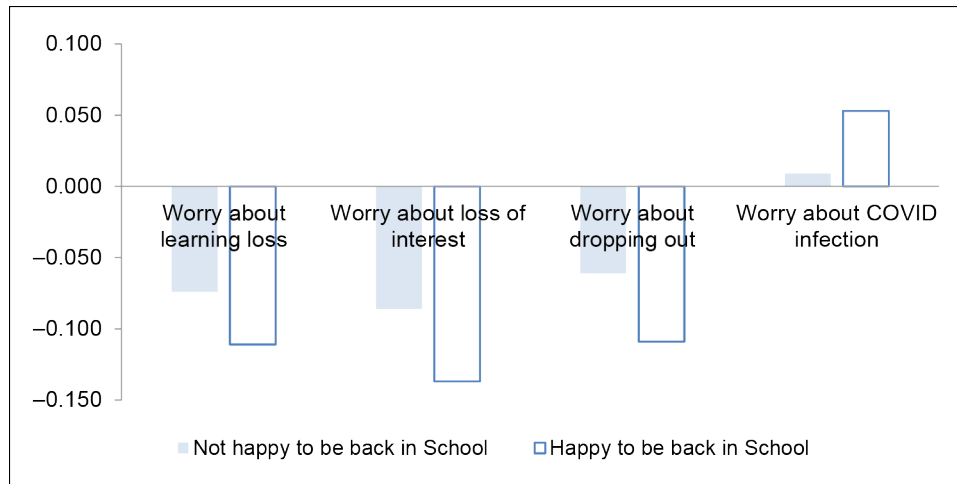 0.100
0.050
0.000
Worry about
learning loss
Worry about loss of
interest
Worry about
dropping out
Worry about COVID
infection
–0.050
–0.100
–0.150
Not happy to be back in School
Happy to be back in School